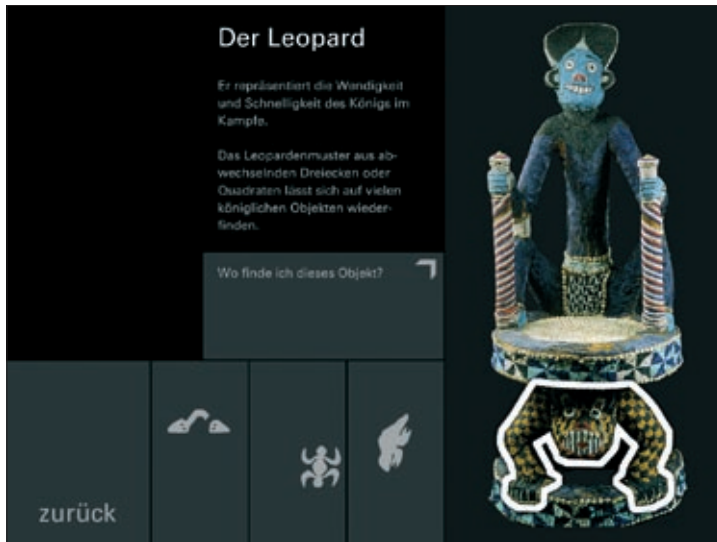 Der Leopard
Er repräsentiert die Wendigkeit
und Schnelligkeit des Königs im
Kampfe.
Das Leopardenmuster aus ab-
wechselnden Dreiecken oder
Quadraten lässt sich auf vielen
königlichen Objekten wieder-
finden.
Wo finde ich dieses Objekt?
zurück